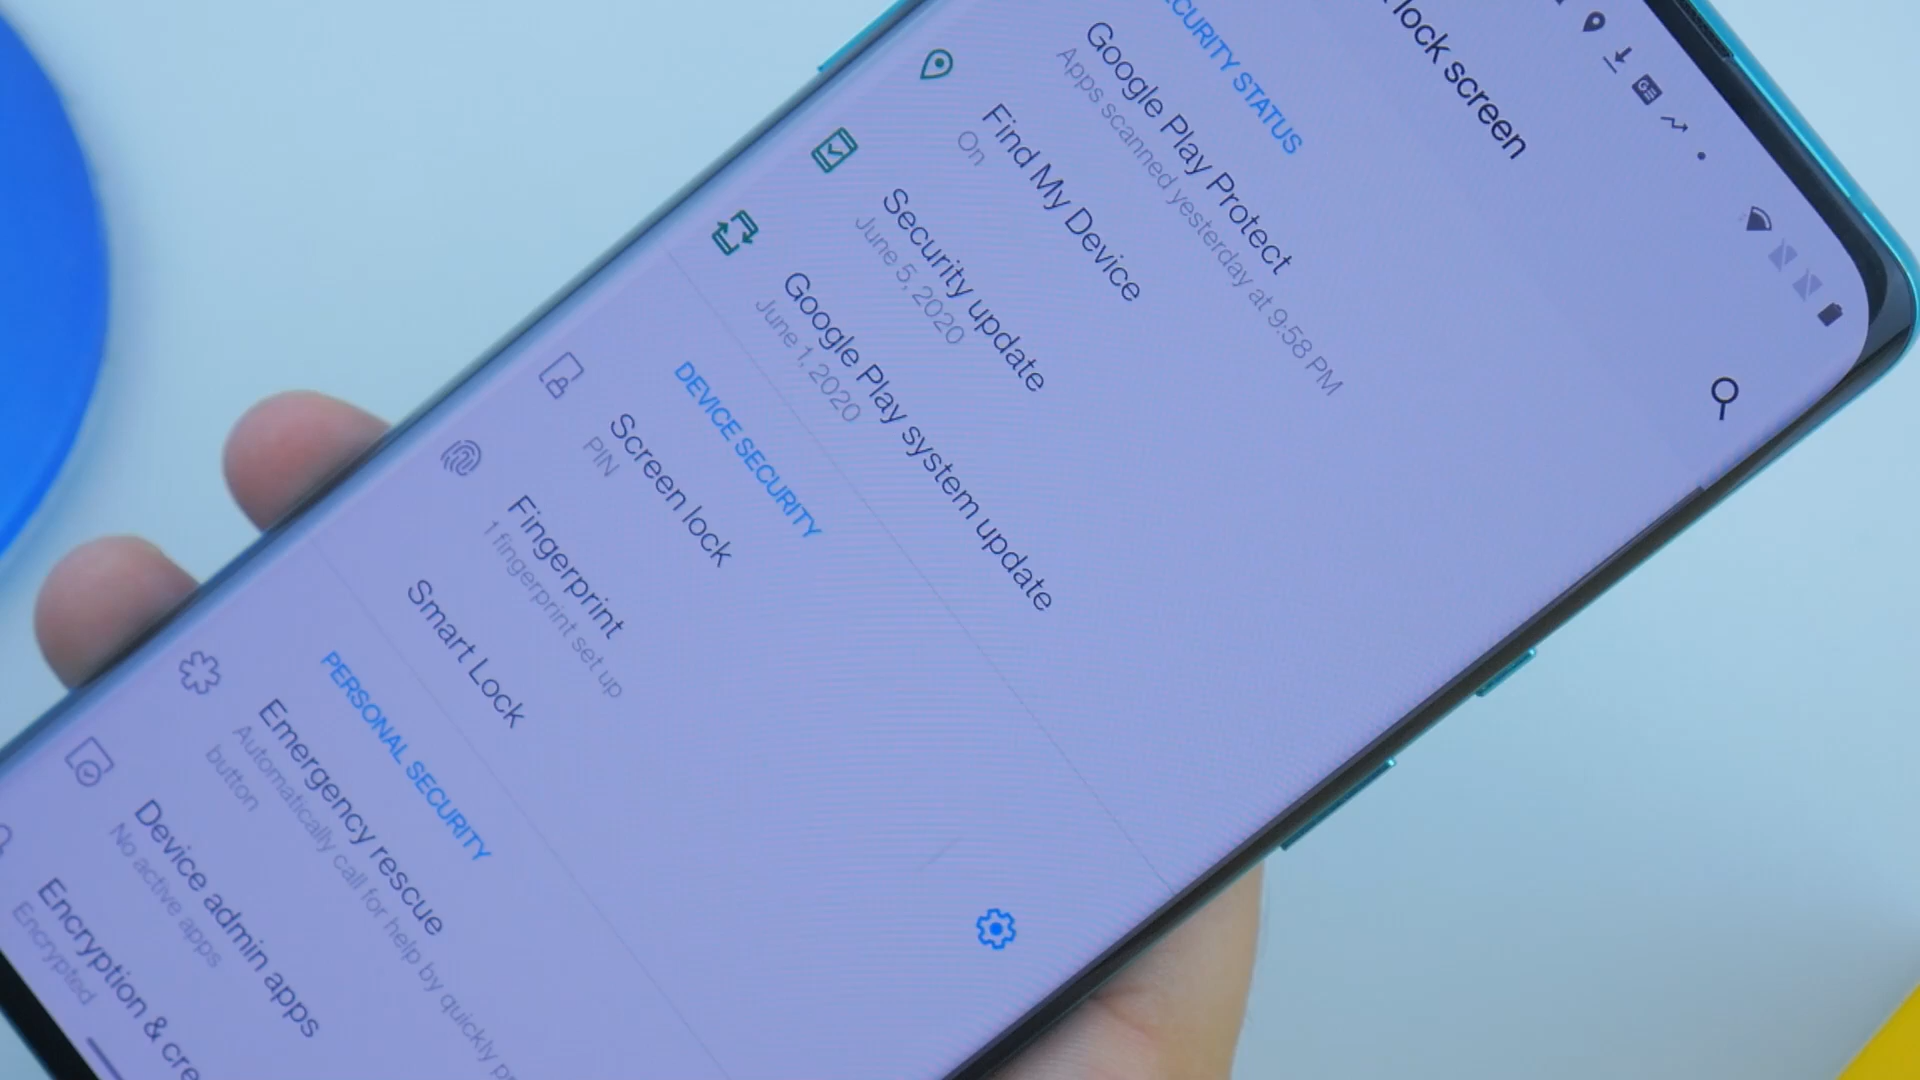 lock screen
CURITY STATUS
Google Play Protect
Apps scanned yesterday at 9:58 PM
Find My Device
On
Security update
June 5, 2020
Google Play system update
June 1, 2020
DEVICE SECURITY
Screen lock
PIN
Fingerprint
1 fingerprint set up
Smart Lock
PERSONAL SECURITY
Emergency rescue
Automatically call for help by quickly pr
button
Device admin apps
No active apps
Encryption & cre
Encrypted